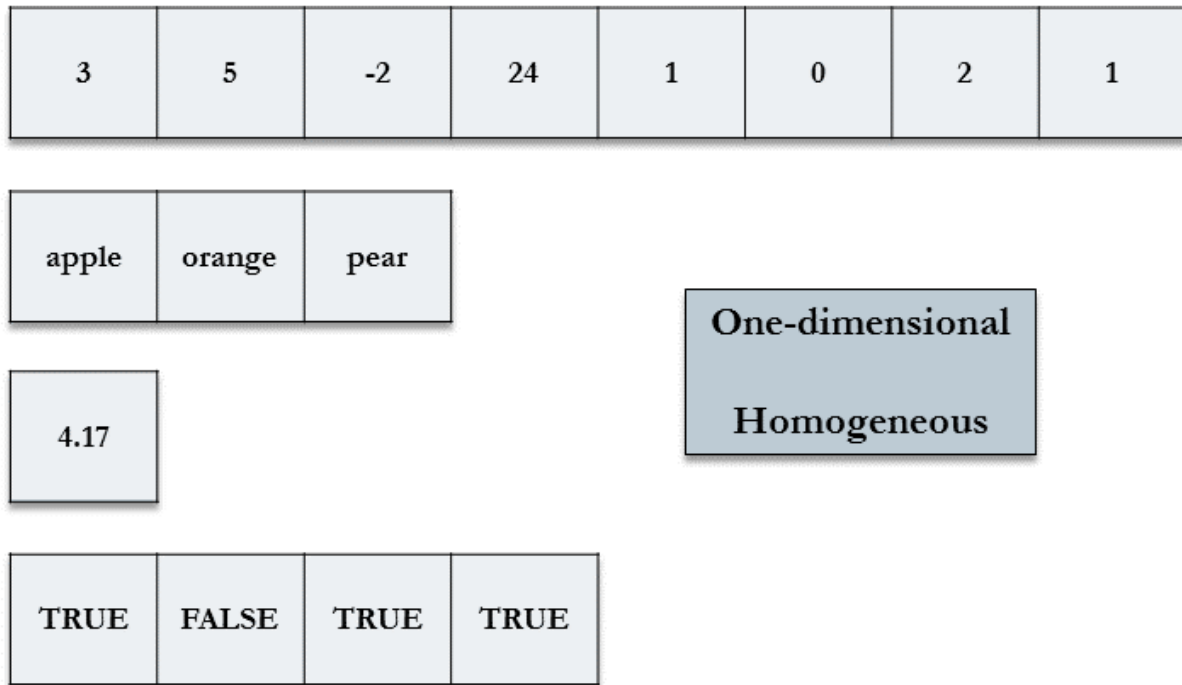 3 5 -2 24 1 0 2 1
apple orange pear
One-dimensional
Homogeneous
4.17
TRUE FALSE TRUE TRUE